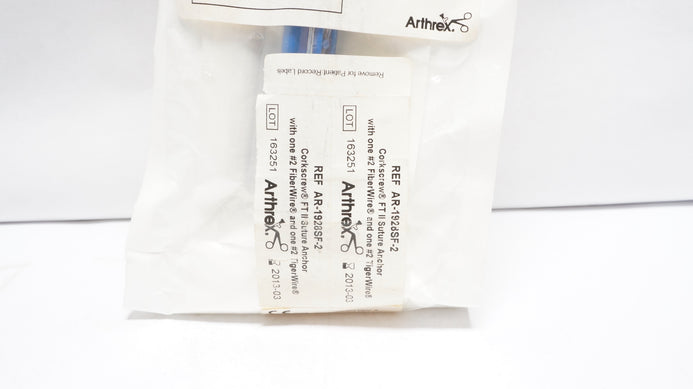 Arthrex®
Remove for Patient Record Labels
REF AR-1928SF-2
Corkscrew® FT II Suture Anchor
with one #2 FiberWire® and one #2 TigerWire®
LOT 163251 Arthrex® 2013-03
REF AR-1928SF-2
Corkscrew® FT II Suture Anchor
with one #2 FiberWire® and one #2 TigerWire®
LOT 163251 Arthrex® 2013-03